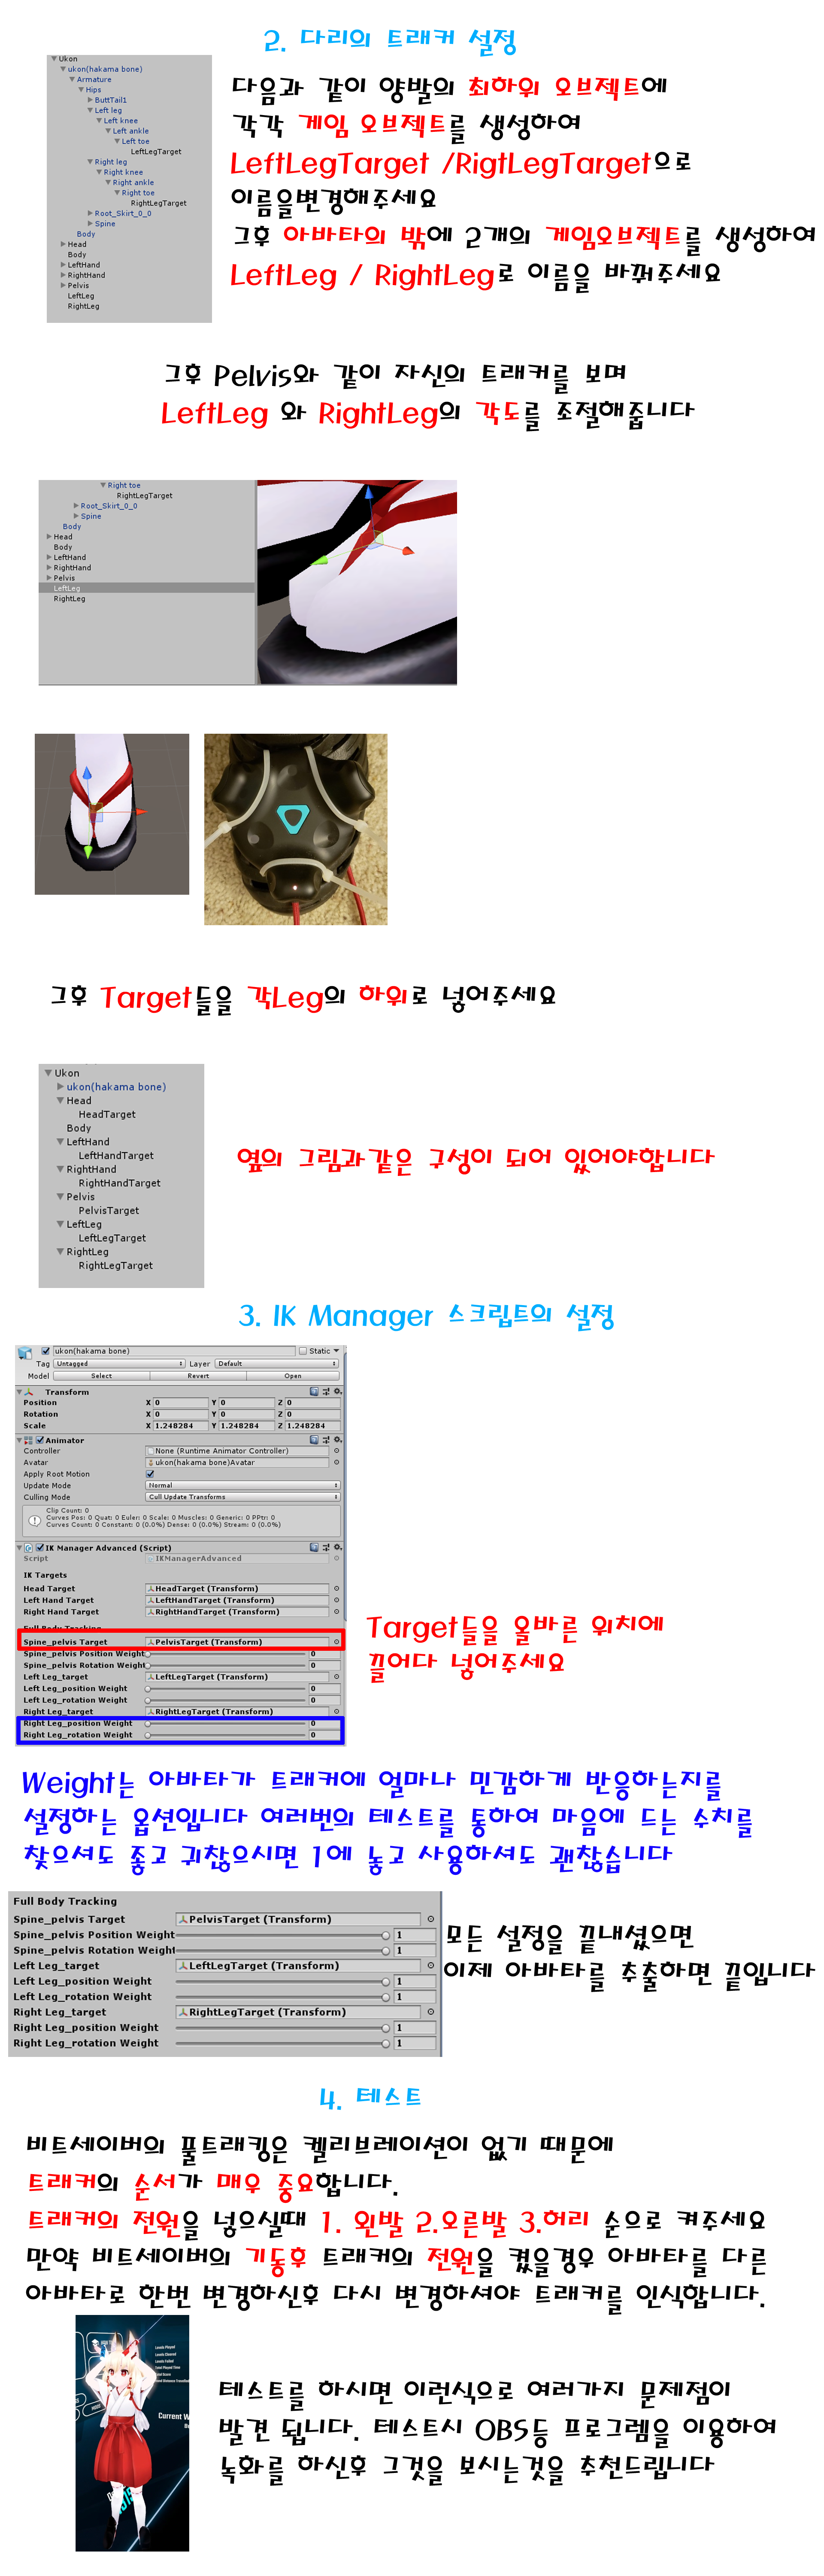 2. 다리의 트래커 설정
Ukon
ukon(hakama bone)
Armature
Hips
ButtTail1
Left leg
Left knee
Left ankle
Left toe
LeftLegTarget
Right leg
Right knee
Right ankle
Right toe
RightLegTarget
Root_Skirt_0_0
Spine
Body
Head
Body
LeftHand
RightHand
Pelvis
LeftLeg
RightLeg
다음과 같이 양발의 최하위 오브젝트에
각각 게임 오브젝트를 생성하여
LeftLegTarget /RigtLegTarget으로
이름을변경해주세요
그후 아바타의 밖에 2개의 게임오브젝트를 생성하여
LeftLeg / RightLeg로 이름을 바꿔주세요
그후 Pelvis와 같이 자신의 트래커를 보며
LeftLeg 와 RightLeg의 각도를 조절해줍니다
Right toe
RightLegTarget
Root_Skirt_0_0
Spine
Body
Head
Body
LeftHand
RightHand
Pelvis
LeftLeg
RightLeg
그후 Target들을 각Leg의 하위로 넣어주세요
Ukon
ukon(hakama bone)
Head
HeadTarget
Body
LeftHand
LeftHandTarget
RightHand
RightHandTarget
Pelvis
PelvisTarget
LeftLeg
LeftLegTarget
RightLeg
RightLegTarget
옆의 그림과같은 구성이 되어 있어야합니다
3. IK Manager 스크립트의 설정
ukon(hakama bone) Static
Tag Untagged Layer Default
Model Select Revert Open
Transform
Position X 0 Y 0 Z 0
Rotation X 0 Y 0 Z 0
Scale X 1.248284 Y 1.248284 Z 1.248284
Animator
Controller None (Runtime Animator Controller)
Avatar ukon(hakama bone)Avatar
Apply Root Motion
Update Mode Normal
Culling Mode Cull Update Transforms
Clip Count: 0
Curves Pos: 0 Quat: 0 Euler: 0 Scale: 0 Muscles: 0 Generic: 0 PPtr: 0
Curves Count: 0 Constant: 0 (0.0%) Dense: 0 (0.0%) Stream: 0 (0.0%)
IK Manager Advanced (Script)
Script IKManagerAdvanced
IK Targets
Head Target HeadTarget (Transform)
Left Hand Target LeftHandTarget (Transform)
Right Hand Target RightHandTarget (Transform)
Full Body Tracking
Spine_pelvis Target PelvisTarget (Transform)
Spine_pelvis Position Weight 0
Spine_pelvis Rotation Weight 0
Left Leg_target LeftLegTarget (Transform)
Left Leg_position Weight 0
Left Leg_rotation Weight 0
Right Leg_target RightLegTarget (Transform)
Right Leg_position Weight 0
Right Leg_rotation Weight 0
Target들을 올바른 위치에
끌어다 넣어주세요
Weight는 아바타가 트래커에 얼마나 민감하게 반응하는지를
설정하는 옵션입니다 여러번의 테스트를 통하여 마음에 드는 수치를
찾으셔도 좋고 귀찮으시면 1에 놓고 사용하셔도 괜찮습니다
Full Body Tracking
Spine_pelvis Target PelvisTarget (Transform)
Spine_pelvis Position Weight 1
Spine_pelvis Rotation Weight 1
Left Leg_target LeftLegTarget (Transform)
Left Leg_position Weight 1
Left Leg_rotation Weight 1
Right Leg_target RightLegTarget (Transform)
Right Leg_position Weight 1
Right Leg_rotation Weight 1
모든 설정을 끝내셨으면
이제 아바타를 추출하면 끝입니다
4. 테스트
비트세이버의 풀트래킹은 켈리브레이션이 없기 때문에
트래커의 순서가 매우 중요합니다.
트래커의 전원을 넣으실때 1. 왼발 2.오른발 3.허리 순으로 켜주세요
만약 비트세이버의 기동후 트래커의 전원을 켰을경우 아바타를 다른
아바타로 한번 변경하신후 다시 변경하셔야 트래커를 인식합니다.
Levels Played
Levels Cleared
Levels Failed
Total Played Time
Total Score
Current W
테스트를 하시면 이런식으로 여러가지 문제점이
발견 됩니다. 테스트시 OBS등 프로그램을 이용하여
녹화를 하신후 그것을 보시는것을 추천드립니다